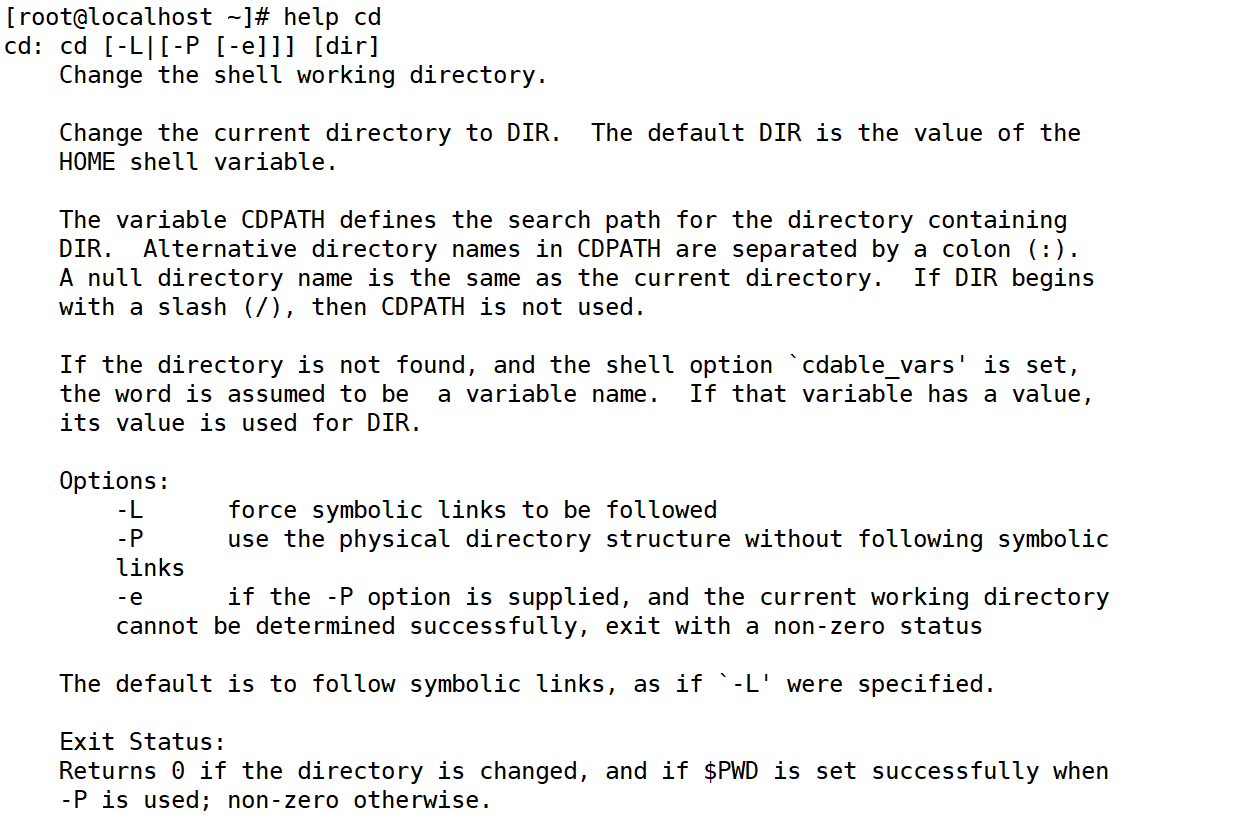 [root@localhost ~]# help cd
cd: cd [-L|[-P [-e]]] [dir]
    Change the shell working directory.

    Change the current directory to DIR.  The default DIR is the value of the
    HOME shell variable.

    The variable CDPATH defines the search path for the directory containing
    DIR.  Alternative directory names in CDPATH are separated by a colon (:).
    A null directory name is the same as the current directory.  If DIR begins
    with a slash (/), then CDPATH is not used.

    If the directory is not found, and the shell option `cdable_vars' is set,
    the word is assumed to be  a variable name.  If that variable has a value,
    its value is used for DIR.

    Options:
        -L      force symbolic links to be followed
        -P      use the physical directory structure without following symbolic
        links
        -e      if the -P option is supplied, and the current working directory
        cannot be determined successfully, exit with a non-zero status

    The default is to follow symbolic links, as if `-L' were specified.

    Exit Status:
    Returns 0 if the directory is changed, and if $PWD is set successfully when
    -P is used; non-zero otherwise.